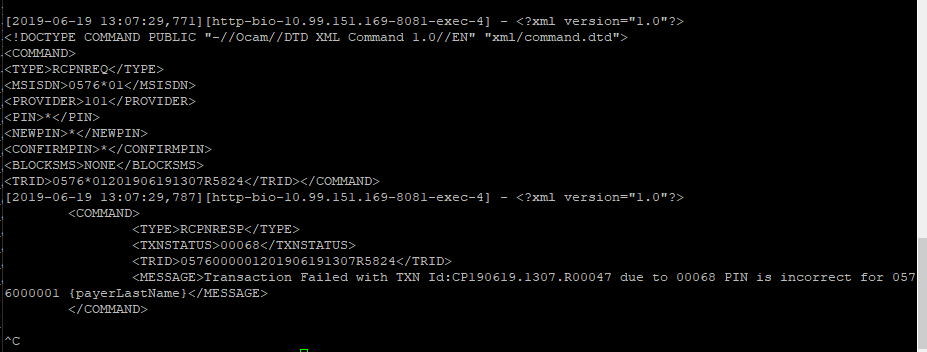 [2019-06-19 13:07:29,771][http-bio-10.99.151.169-8081-exec-4] - <?xml version="1.0"?>
<!DOCTYPE COMMAND PUBLIC "-//Ocam//DTD XML Command 1.0//EN" "xml/command.dtd">
<COMMAND>
<TYPE>RCPNREQ</TYPE>
<MSISDN>0576*01</MSISDN>
<PROVIDER>101</PROVIDER>
<PIN>*</PIN>
<NEWPIN>*</NEWPIN>
<CONFIRMPIN>*</CONFIRMPIN>
<BLOCKSMS>NONE</BLOCKSMS>
<TRID>0576*01201906191307R5824</TRID></COMMAND>
[2019-06-19 13:07:29,787][http-bio-10.99.151.169-8081-exec-4] - <?xml version="1.0"?>
        <COMMAND>
                <TYPE>RCPNRESP</TYPE>
                <TXNSTATUS>00068</TXNSTATUS>
                <TRID>0576000001201906191307R5824</TRID>
                <MESSAGE>Transaction Failed with TXN Id:CP190619.1307.R00047 due to 00068 PIN is incorrect for 057
6000001 {payerLastName}</MESSAGE>
        </COMMAND>
^C